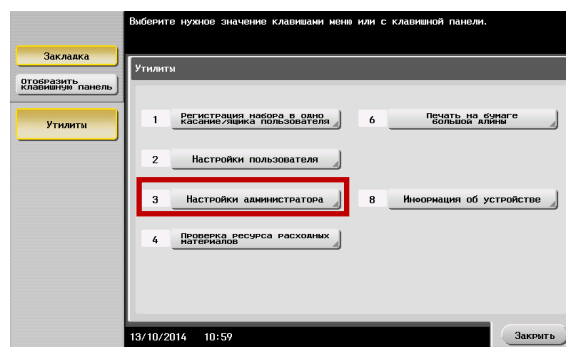 Выберите нужное значение клавишами меню или с клавишной панели.
Закладка
Утилиты
Отобразить
клавишную панель
Утилиты
1 Регистрация набора в одно
касание/ящика пользователя
6 Печать на бумаге
большой длины
2 Настройки пользователя
3 Настройки администратора
8 Информация об устройстве
4 Проверка ресурса расходных
материалов
13/10/2014 10:59
Закрыть